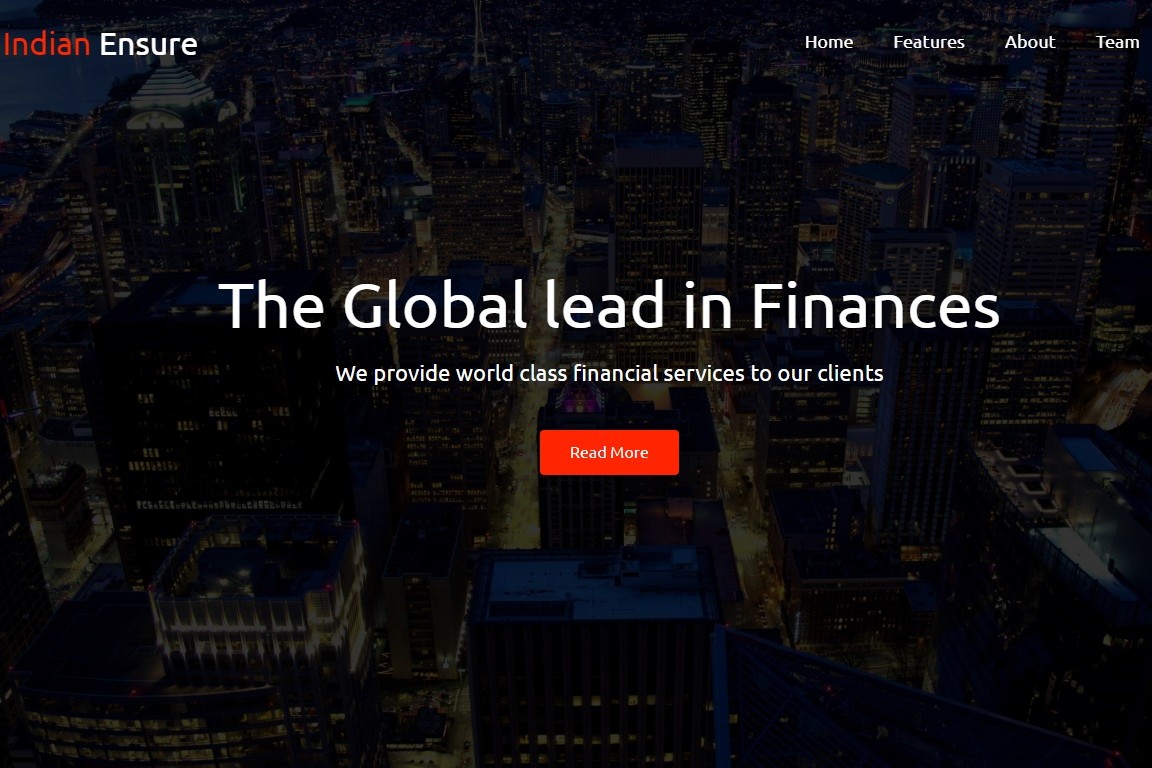 Indian Ensure
Home Features About Team
The Global lead in Finances
We provide world class financial services to our clients
Read More